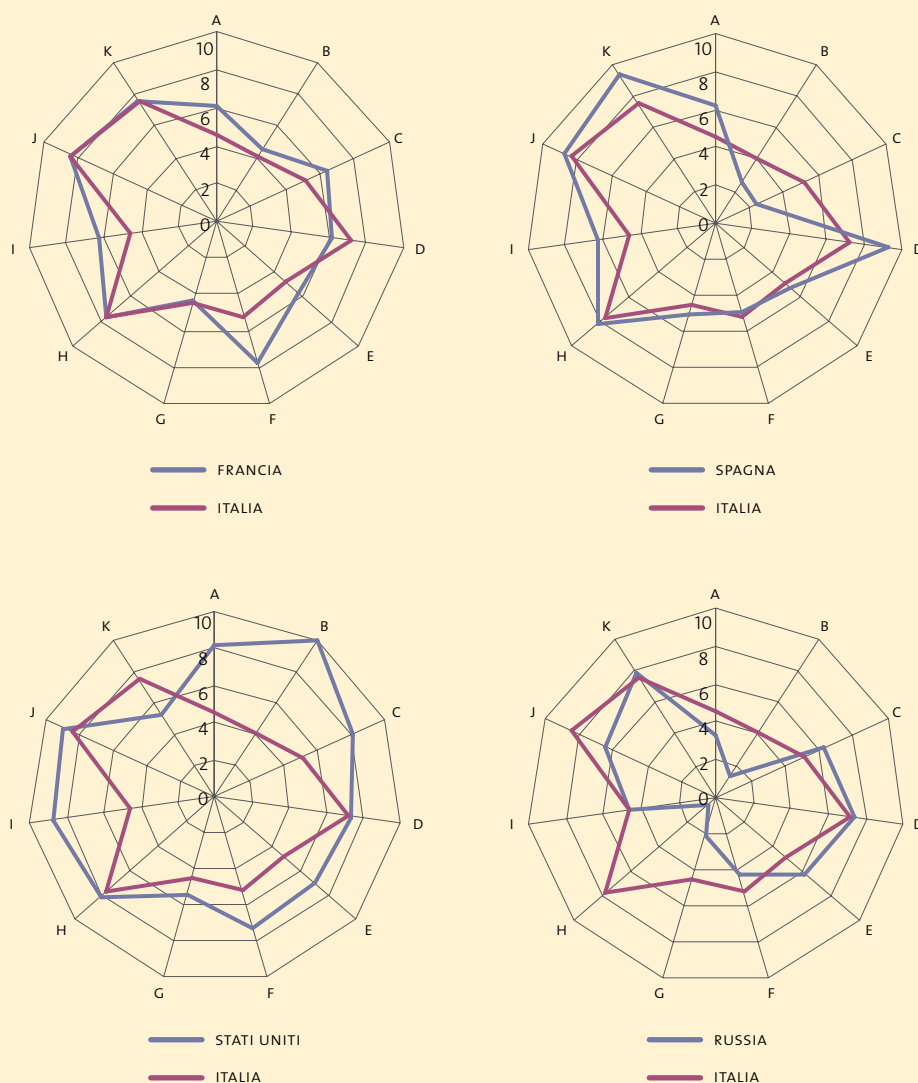 A
K
B
10
8
J
C
6
4
2
0
I
D
H
E
G
F
FRANCIA
ITALIA
A
K
B
10
8
J
C
6
4
2
0
I
D
H
E
G
F
SPAGNA
ITALIA
A
K
B
10
8
J
C
6
4
2
0
I
D
H
E
G
F
STATI UNITI
ITALIA
A
K
B
10
8
J
C
6
4
2
0
I
D
H
E
G
F
RUSSIA
ITALIA